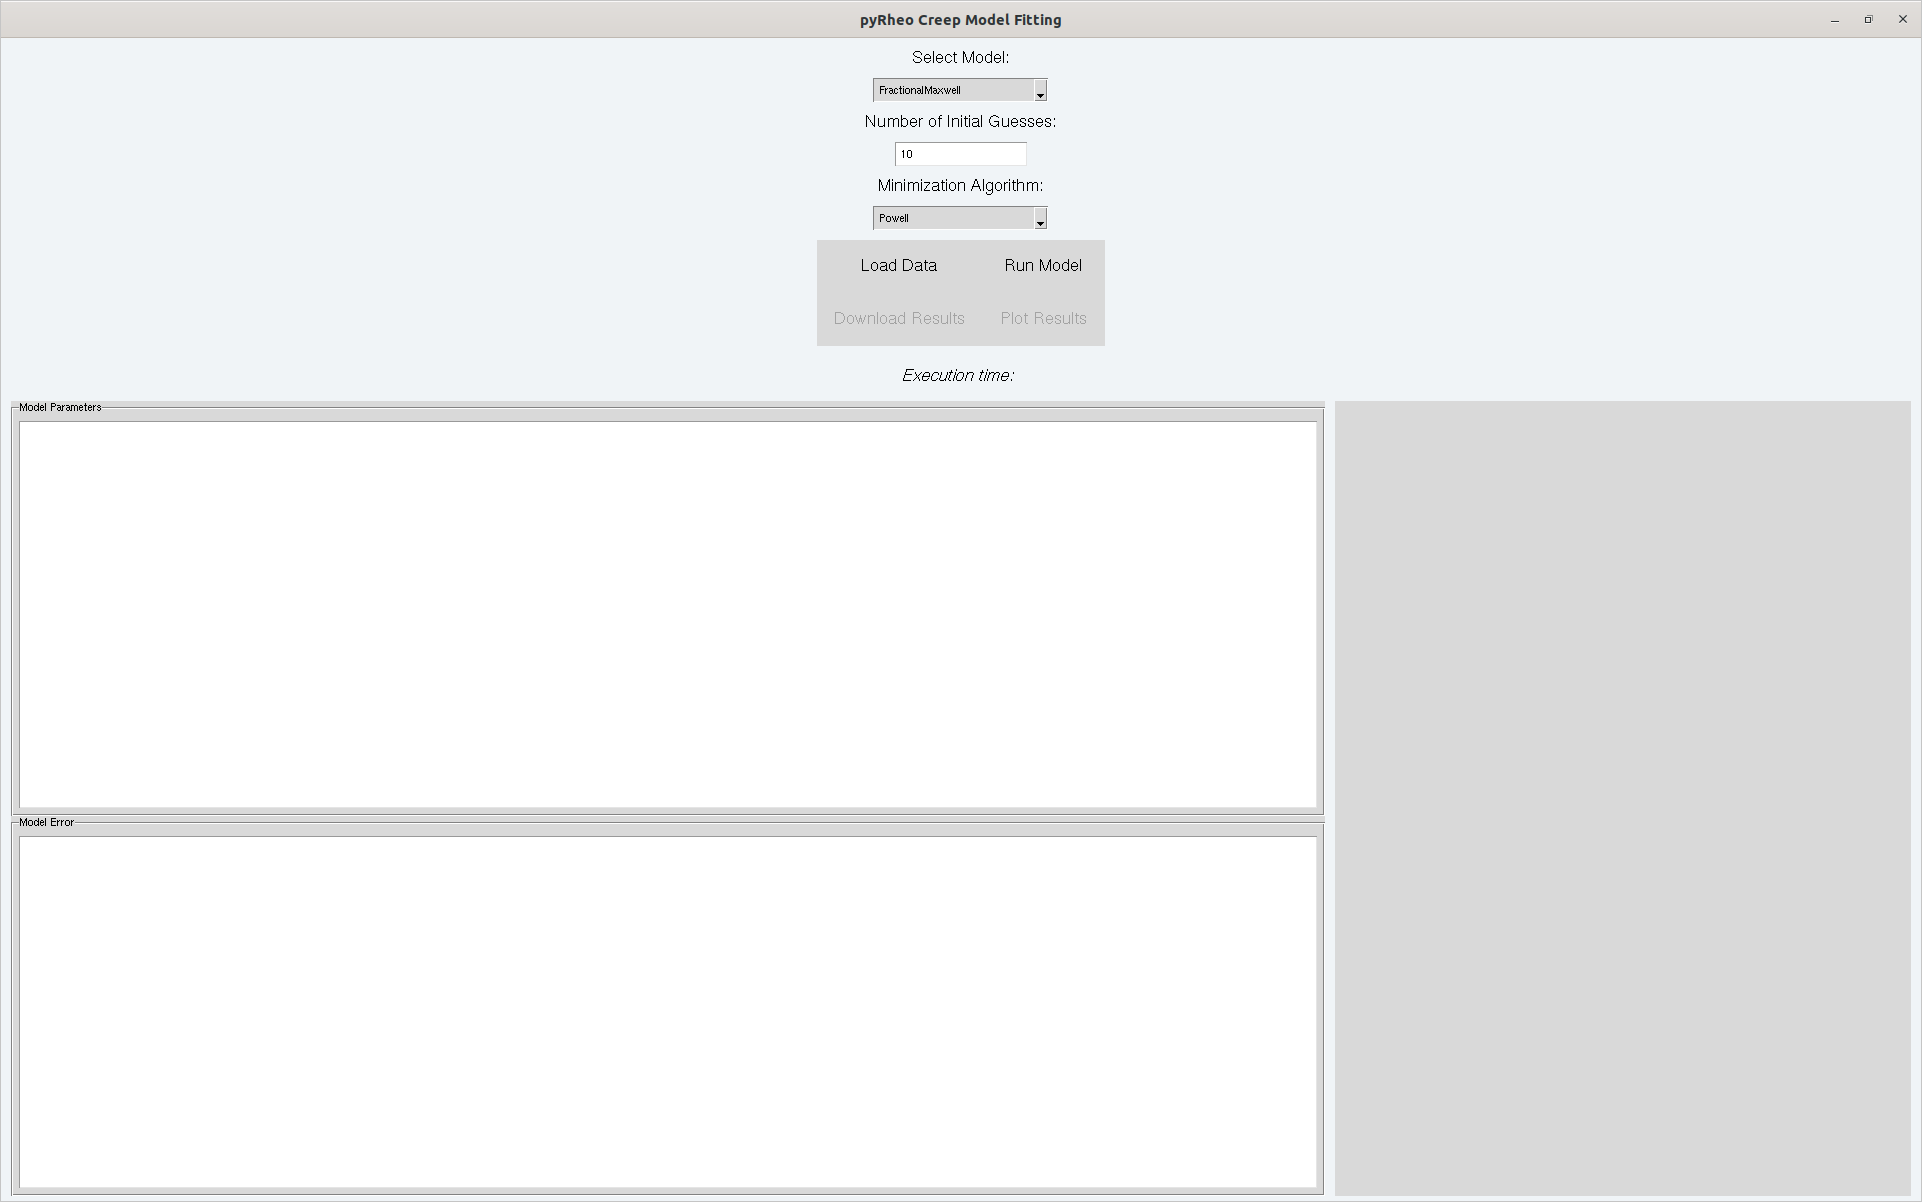 pyRheo Creep Model Fitting
Select Model:
FractionalMaxwell
Number of Initial Guesses:
10
Minimization Algorithm:
Powell
Load Data Run Model
Download Results Plot Results
Execution time:
Model Parameters
Model Error